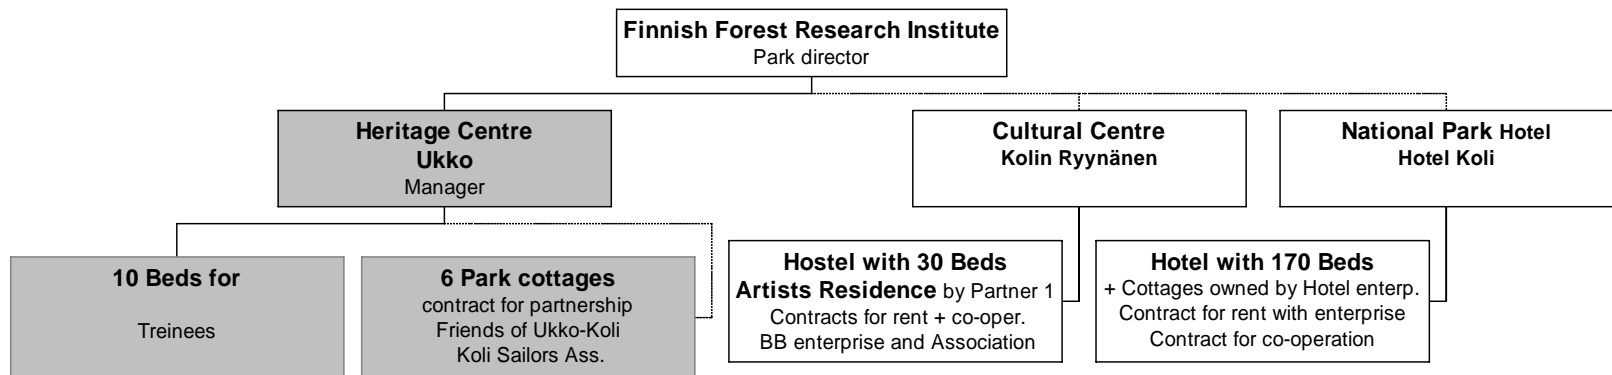 Finnish Forest Research Institute
Park director
Heritage Centre
Ukko
Manager
Cultural Centre
Kolin Ryynänen
National Park Hotel
Hotel Koli
10 Beds for
Treinees
6 Park cottages
contract for partnership
Friends of Ukko-Koli
Koli Sailors Ass.
Hostel with 30 Beds
Artists Residence by Partner 1
Contracts for rent + co-oper.
BB enterprise and Association
Hotel with 170 Beds
+ Cottages owned by Hotel enterp.
Contract for rent with enterprise
Contract for co-operation